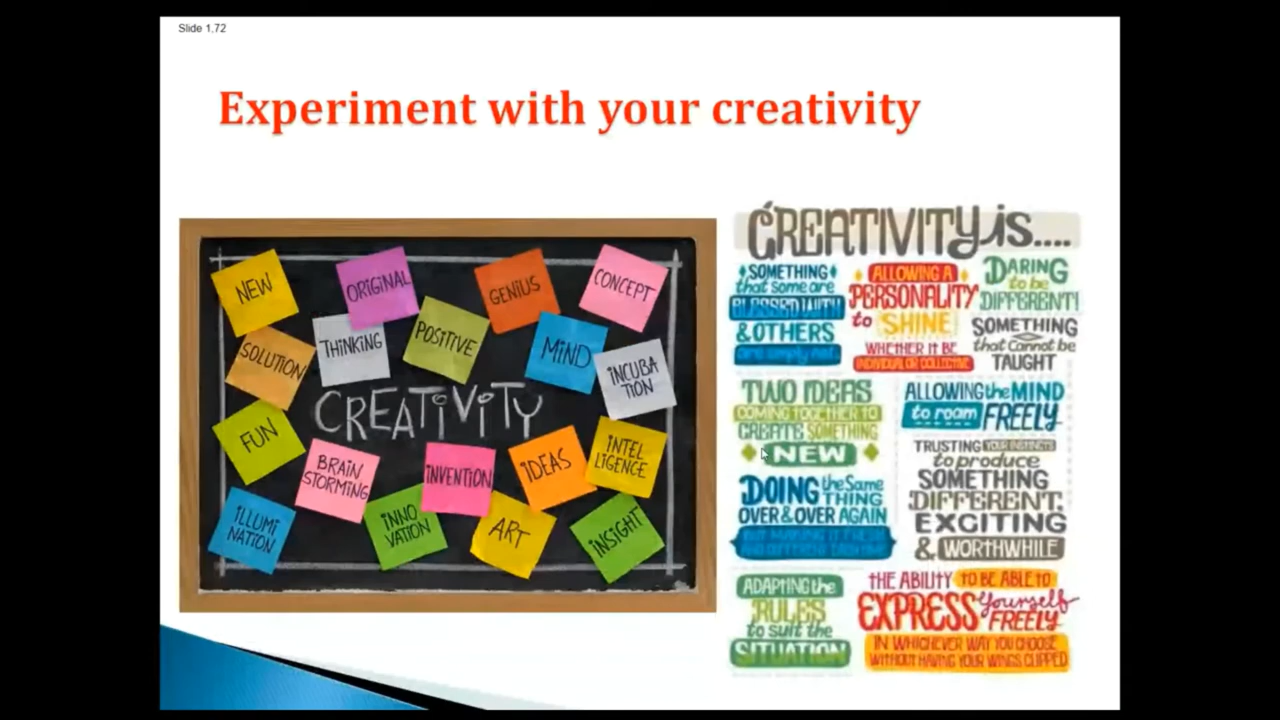 Slide 1.72
Experiment with your creativity
NEW
ORIGINAL
GENIUS
CONCEPT
SOLUTION
THINKING
POSITIVE
MIND
INCUBA
TION
CREATIVITY
FUN
BRAIN
STORMING
INVENTION
IDEAS
INTEL
LIGENCE
ILLUMI
NATION
INNO
VATION
ART
INSIGHT
CREATIVITY is....
SOMETHING
that some are
BLESSED WITH
& OTHERS
ALLOWING A
PERSONALITY
to SHINE
WHETHER IT BE
INDIVIDUAL OR COLLECTIVE
DARING
to be
DIFFERENT!
SOMETHING
that cannot be
TAUGHT
TWO IDEAS
COMING TOGETHER TO
CREATE SOMETHING
NEW
ALLOWING the MIND
to roam FREELY
DOING the Same
THING
OVER & OVER AGAIN
TRUSTING YOUR INSTINCTS
to produce
SOMETHING
DIFFERENT,
EXCITING
& WORTHWHILE
ADAPTING the
RULES
to suit the
SITUATION
THE ABILITY TO BE ABLE TO
EXPRESS Yourself
FREELY
IN WHICHEVER WAY YOU CHOOSE
WITHOUT HAVING YOUR WINGS CLIPPED